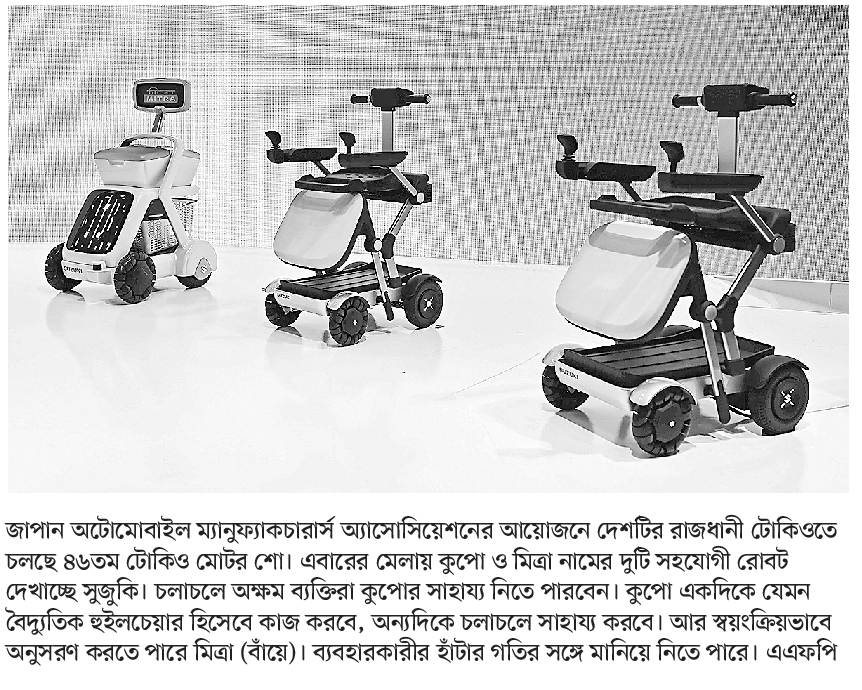 MITRA
জাপান অটোমোবাইল ম্যানুফ্যাকচারার্স অ্যাসোসিয়েশনের আয়োজনে দেশটির রাজধানী টোকিওতে
চলছে ৪৬তম টোকিও মোটর শো। এবারের মেলায় কুপো ও মিত্রা নামের দুটি সহযোগী রোবট
দেখাচ্ছে সুজুকি। চলাচলে অক্ষম ব্যক্তিরা কুপোর সাহায্য নিতে পারবেন। কুপো একদিকে যেমন
বৈদ্যুতিক হুইলচেয়ার হিসেবে কাজ করবে, অন্যদিকে চলাচলে সাহায্য করবে। আর স্বয়ংক্রিয়ভাবে
অনুসরণ করতে পারে মিত্রা (বাঁয়ে)। ব্যবহারকারীর হাঁটার গতির সঙ্গে মানিয়ে নিতে পারে। এএফপি